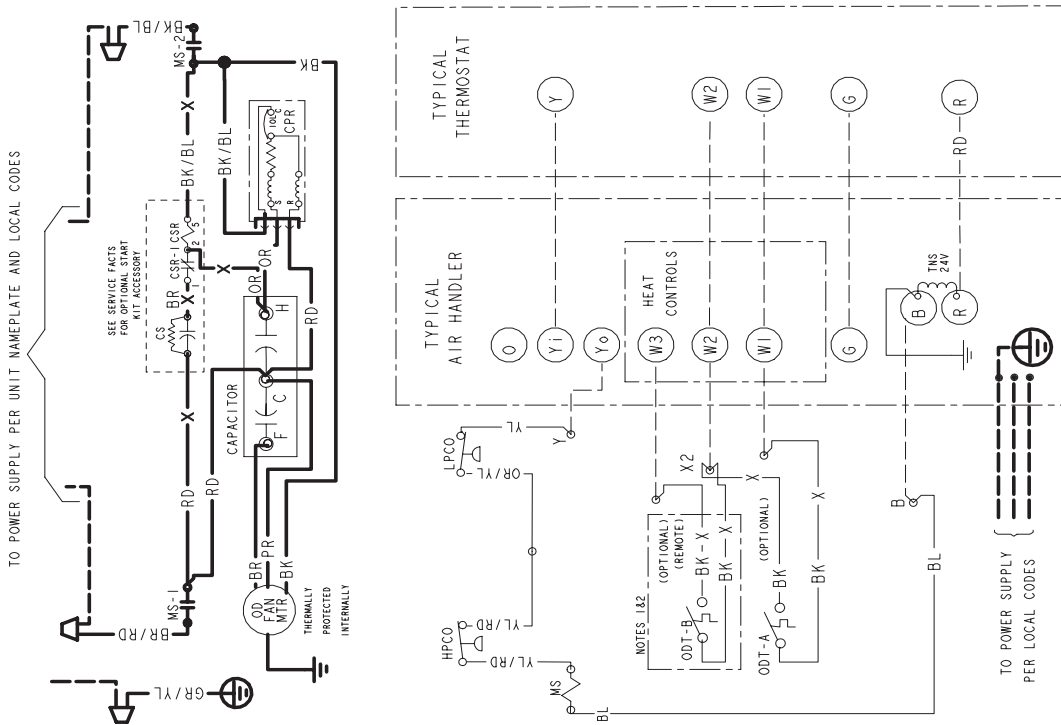 TO POWER SUPPLY PER UNIT NAMEPLATE AND LOCAL CODES
BK/BL
MS-2
BK
X
BK/BL
BK/BL
SEE SERVICE FACTS
FOR OPTIONAL START
KIT ACCESSORY
CS
BR
X
CSR-1
CSR
1
2
5
X
OR
OR
IOL
C
CPR
S
R
RD
CAPACITOR
H
C
F
X
RD
RD
MS-1
BR/RD
GR/YL
BR
PR
BK
OD
FAN
MTR
THERMALLY
PROTECTED
INTERNALLY
TYPICAL
THERMOSTAT
Y
W2
W1
G
R
RD
TYPICAL
AIR HANDLER
O
Yi
Yo
HEAT
CONTROLS
W3
W2
W1
G
B
R
TNS
24V
LPCO
YL
Y
OR/YL
HPCO
YL/RD
YL/RD
MS
BL
X2
NOTES 1&2
(OPTIONAL)
(REMOTE)
ODT-B
BK
X
BK
X
(OPTIONAL)
ODT-A
BK
X
BK
X
B
BL
TO POWER SUPPLY
PER LOCAL CODES